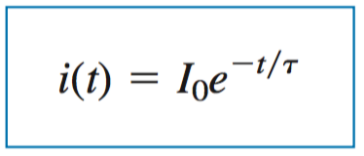 i(t) = I₀e^{−t/τ}